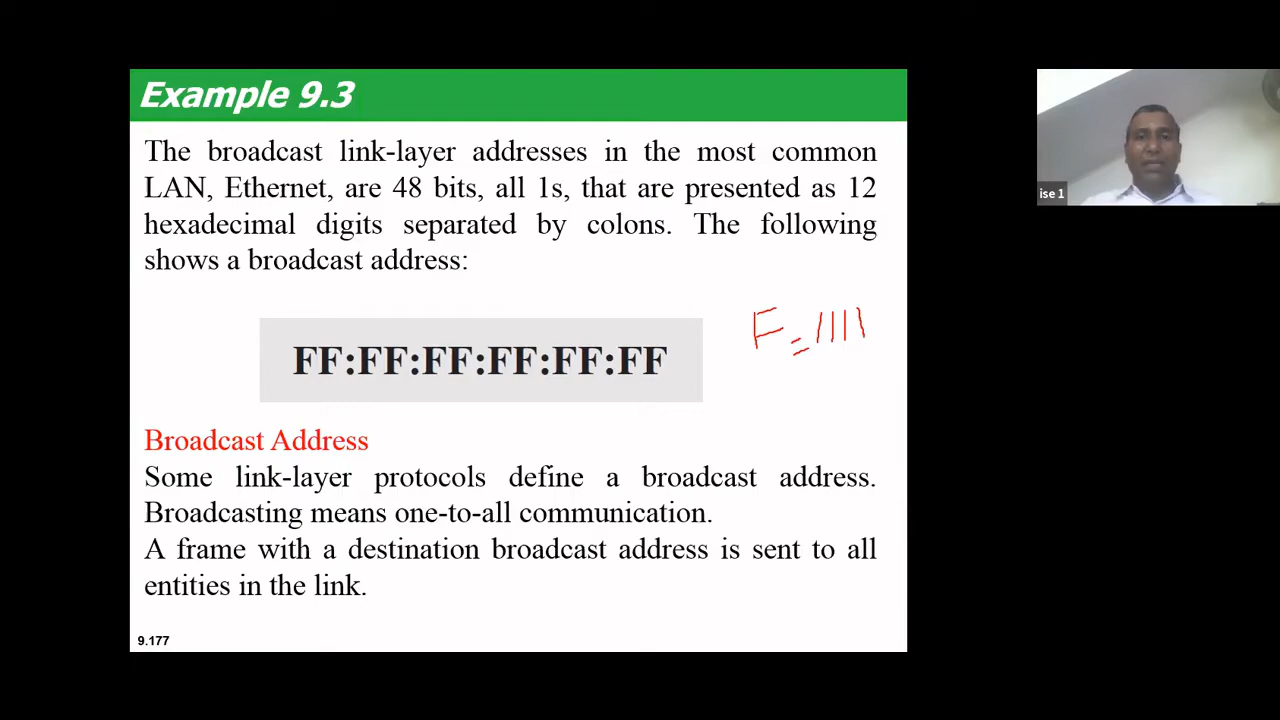 Example 9.3
The broadcast link-layer addresses in the most common
LAN, Ethernet, are 48 bits, all 1s, that are presented as 12
hexadecimal digits separated by colons. The following
shows a broadcast address:
F = 1111
FF:FF:FF:FF:FF:FF
Broadcast Address
Some link-layer protocols define a broadcast address.
Broadcasting means one-to-all communication.
A frame with a destination broadcast address is sent to all
entities in the link.
9.177
ise 1